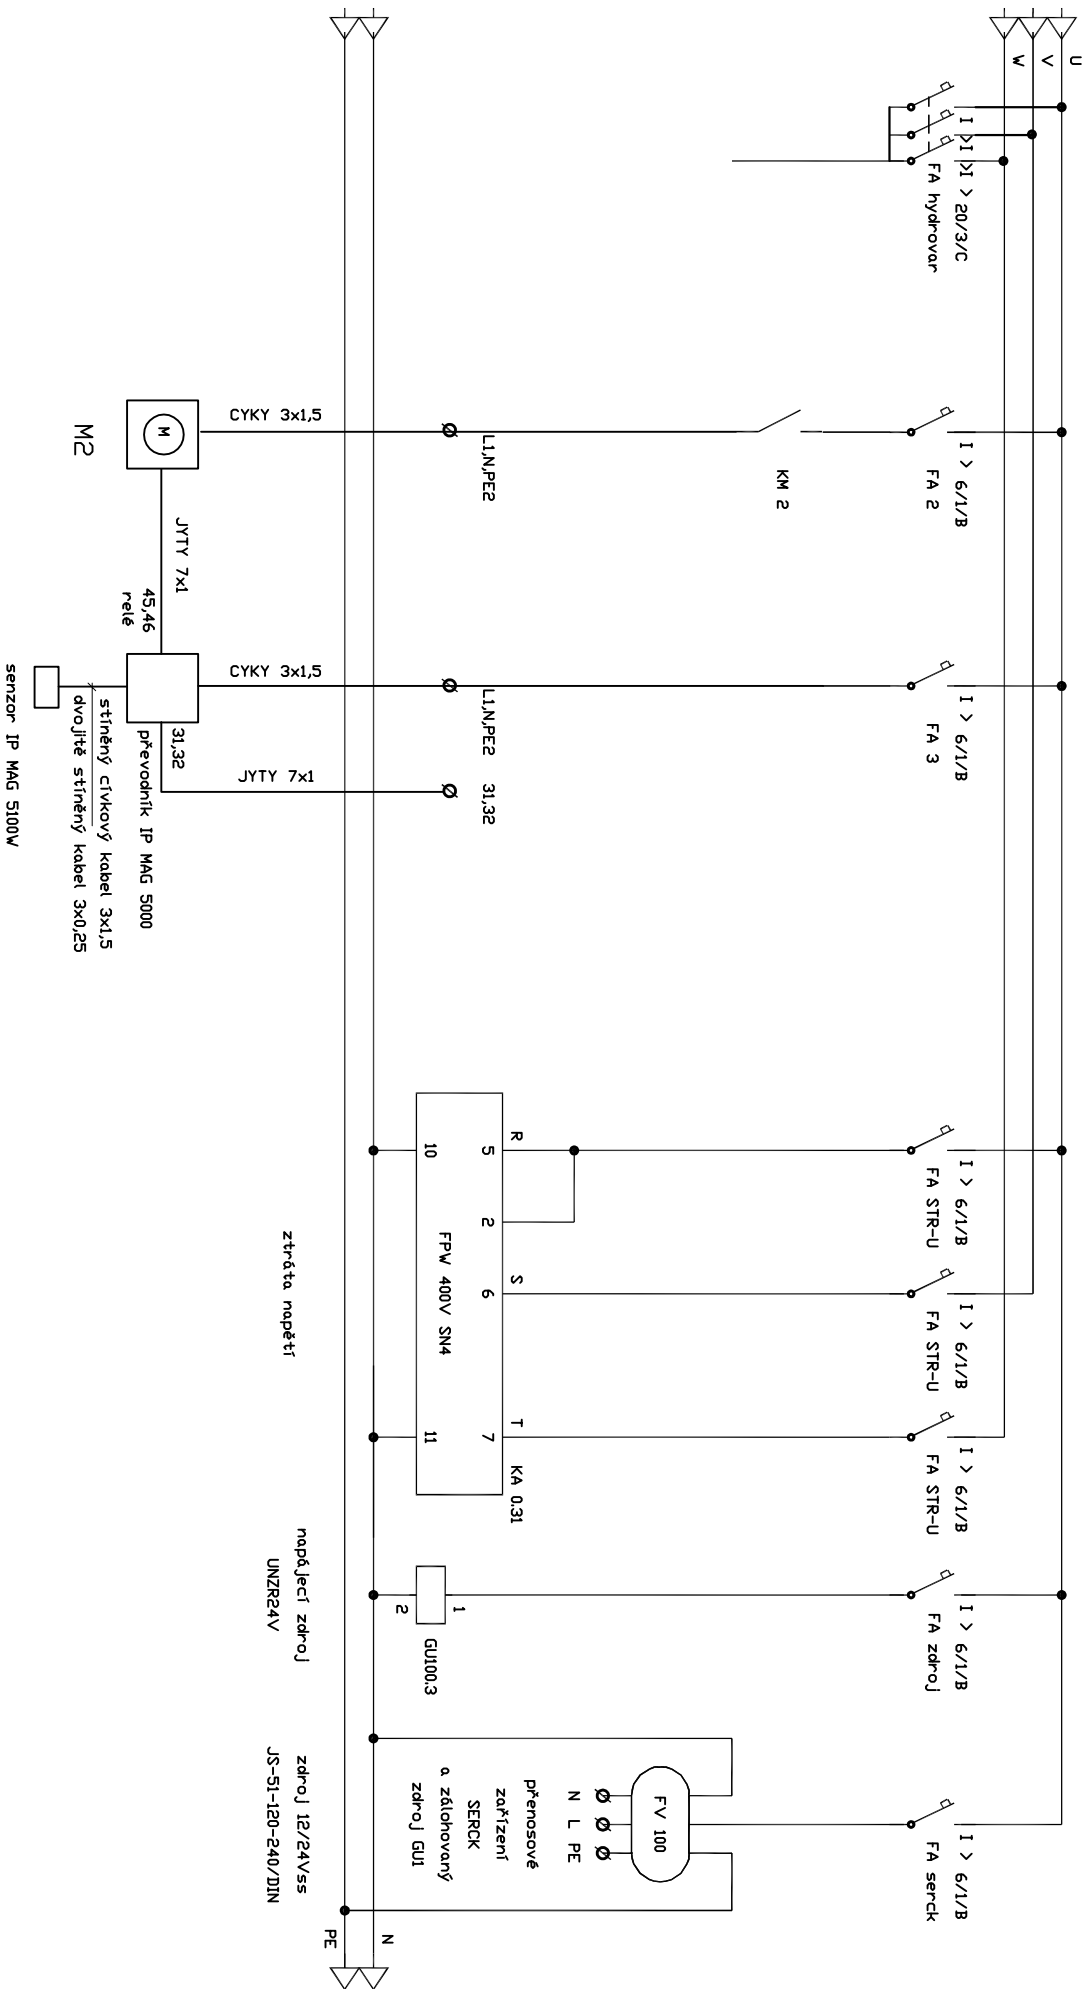 U
V
W
I > I > I > 20/3/C
FA hydrovar
I > 6/1/B
FA 2
KM 2
L1,N,PE2
CYKY 3x1,5
M
M2
JYTY 7x1
45,46
relé
I > 6/1/B
FA 3
L1,N,PE2
CYKY 3x1,5
31,32
JYTY 7x1
31,32
převodník IP MAG 5000
stíněný cívkový kabel 3x1,5
dvojitě stíněný kabel 3x0,25
senzor IP MAG 5100W
I > 6/1/B
FA STR-U
I > 6/1/B
FA STR-U
I > 6/1/B
FA STR-U
R
S
T
KA 0.31
5
2
6
7
FPW 400V SN4
10
11
ztráta napětí
I > 6/1/B
FA zdroj
1
2
GU100.3
napájecí zdroj
UNZR24V
I > 6/1/B
FA serck
FV 100
N L PE
přenosové
zařízení
SERCK
a zálohovaný
zdroj GU1
zdroj 12/24Vss
JS-51-120-240/DIN
N
PE